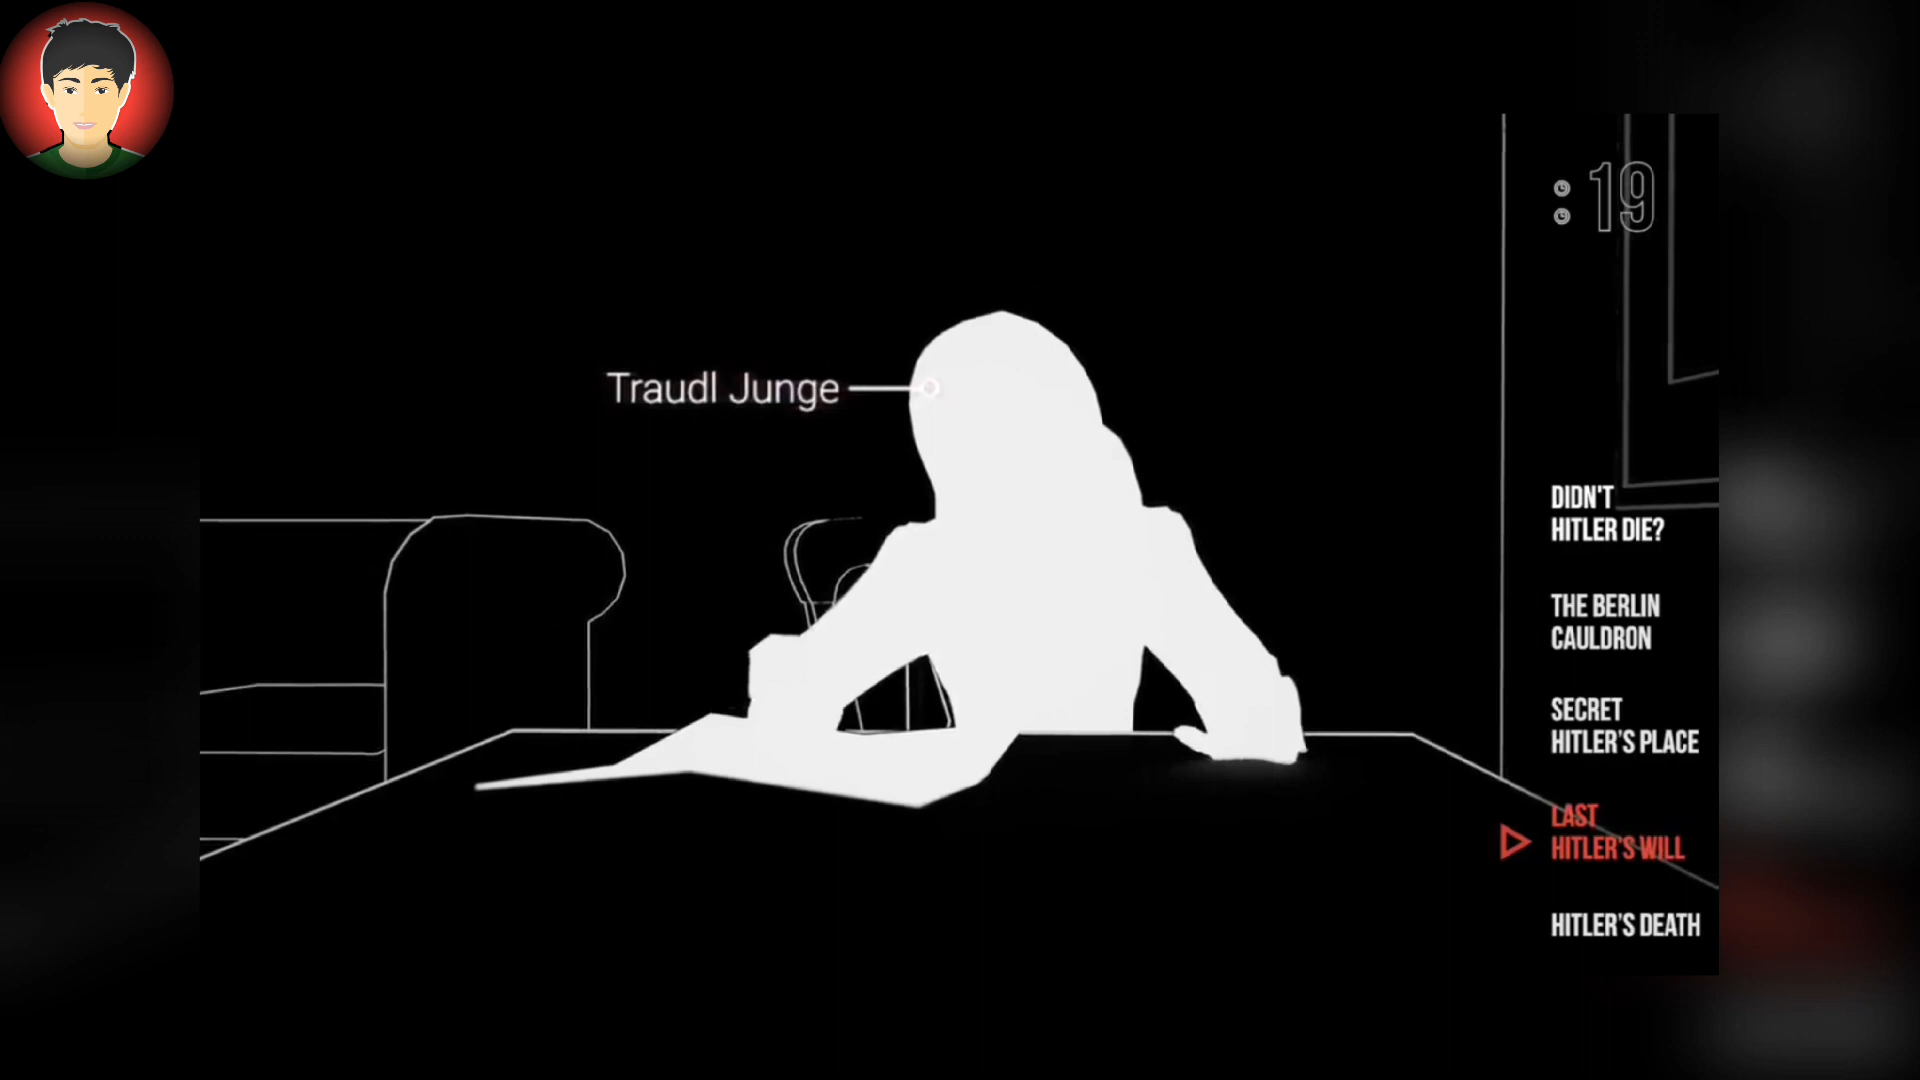 : 19
Traudl Junge
DIDN'T
HITLER DIE?
THE BERLIN
CAULDRON
SECRET
HITLER'S PLACE
LAST
HITLER'S WILL
HITLER'S DEATH